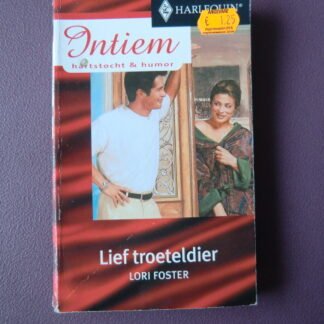 HARLEQUIN®
€ 1,25
Intiem
hartstocht & humor
Lief troeteldier
LORI FOSTER